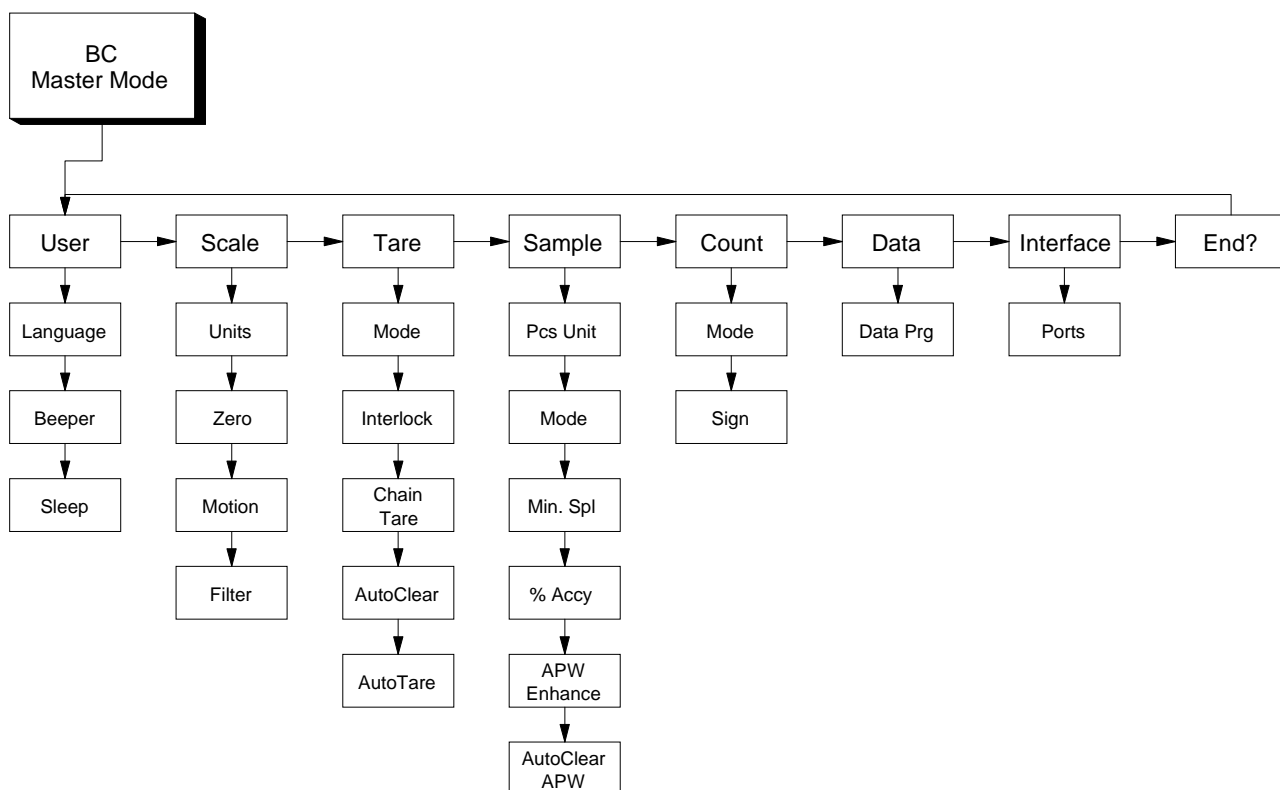 BC
Master Mode
User
Scale
Tare
Sample
Count
Data
Interface
End?
Language
Units
Mode
Pcs Unit
Mode
Data Prg
Ports
Beeper
Zero
Interlock
Mode
Sign
Sleep
Motion
Chain
Tare
Min. Spl
Filter
AutoClear
% Accy
AutoTare
APW
Enhance
AutoClear
APW